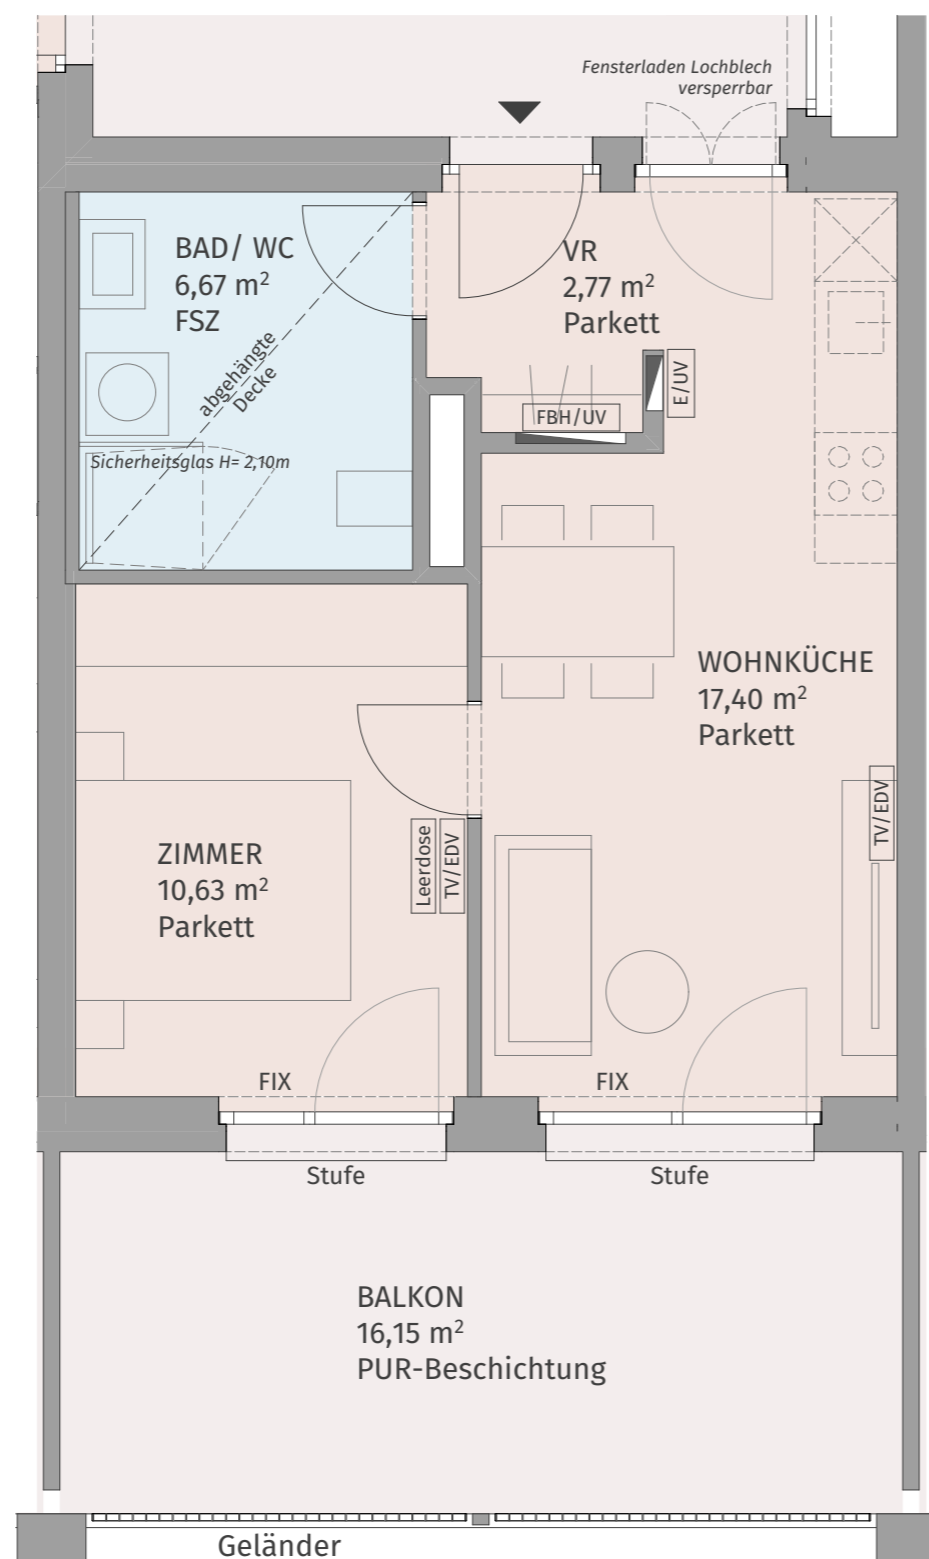 Fensterladen Lochblech
versperrbar
BAD/ WC
6,67 m²
FSZ
VR
2,77 m²
Parkett
abgehängte
Decke
E/UV
FBH/UV
Sicherheitsglas H= 2,10m
WOHNKÜCHE
17,40 m²
Parkett
TV/EDV
ZIMMER
10,63 m²
Parkett
Leerdose
TV/EDV
FIX
FIX
Stufe
Stufe
BALKON
16,15 m²
PUR-Beschichtung
Geländer